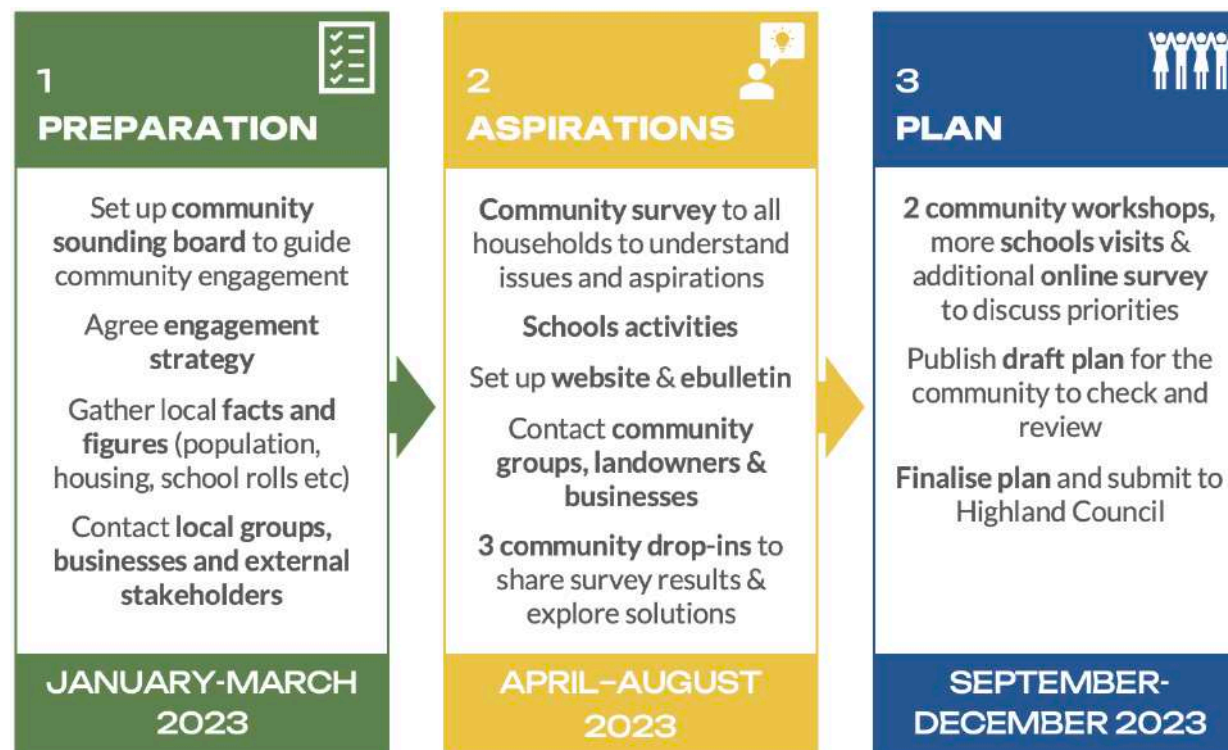 1
PREPARATION
Set up community
sounding board to guide
community engagement
Agree engagement
strategy
Gather local facts and
figures (population,
housing, school rolls etc)
Contact local groups,
businesses and external
stakeholders
JANUARY-MARCH
2023
2
ASPIRATIONS
Community survey to all
households to understand
issues and aspirations
Schools activities
Set up website & ebulletin
Contact community
groups, landowners &
businesses
3 community drop-ins to
share survey results &
explore solutions
APRIL–AUGUST
2023
3
PLAN
2 community workshops,
more schools visits &
additional online survey
to discuss priorities
Publish draft plan for the
community to check and
review
Finalise plan and submit to
Highland Council
SEPTEMBER-
DECEMBER 2023